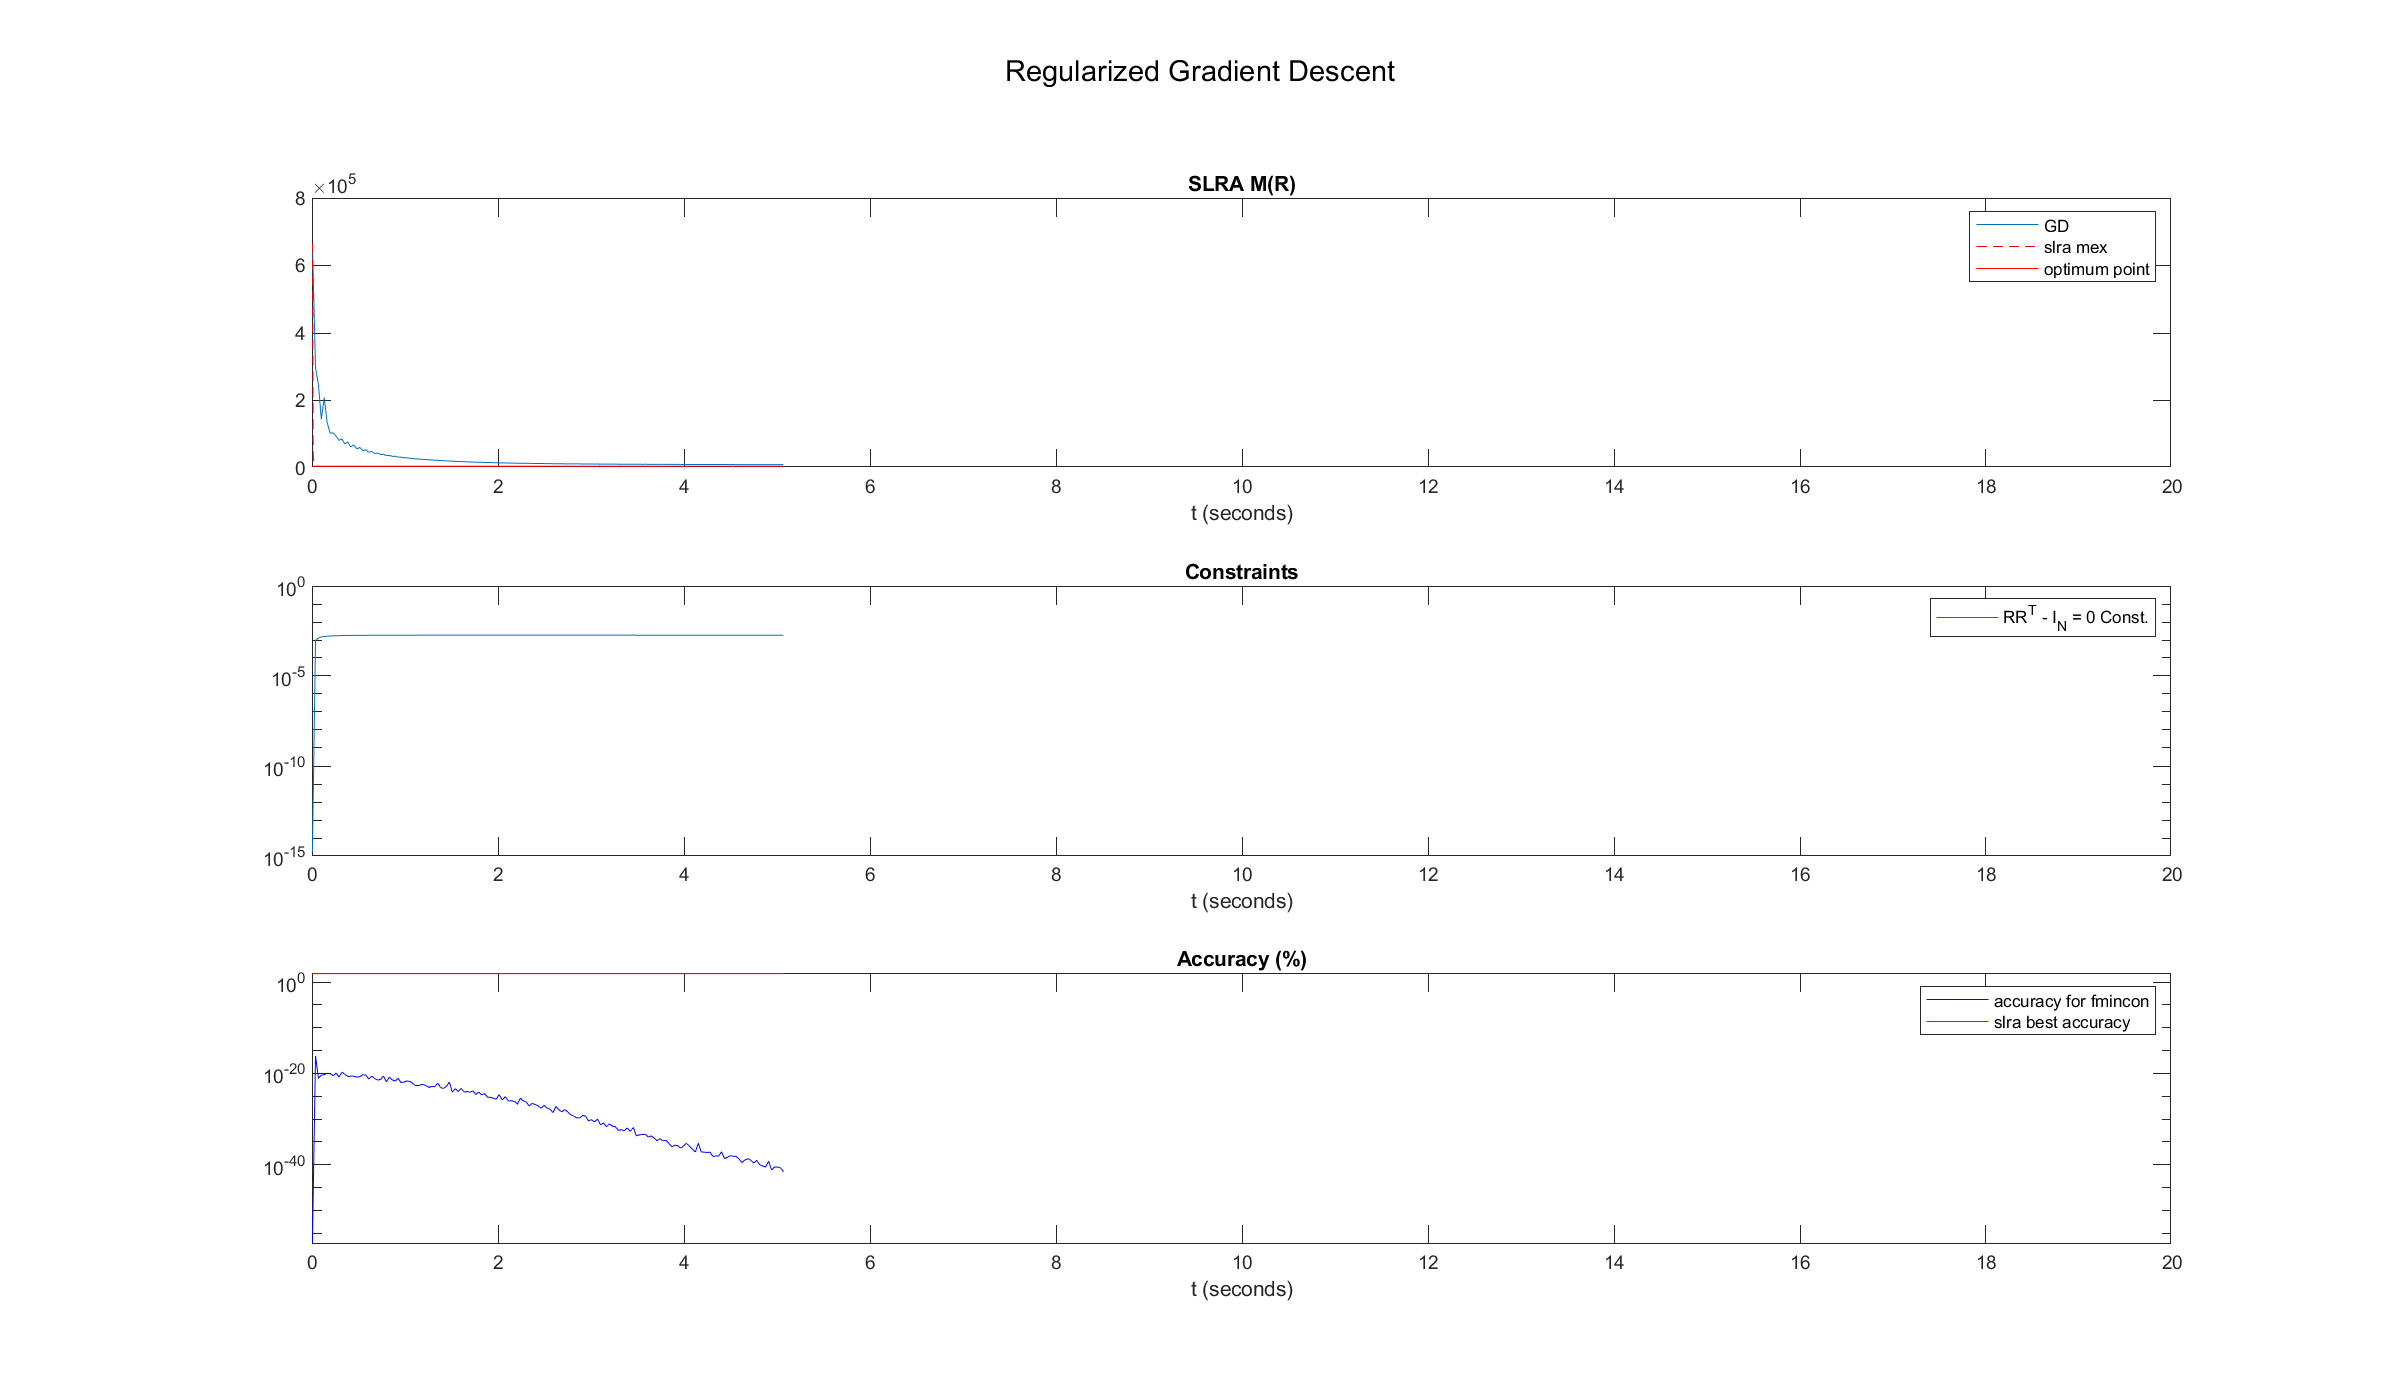 Regularized Gradient Descent
SLRA M(R)
×10^5
8
6
4
2
0
GD
slra mex
optimum point
0 2 4 6 8 10 12 14 16 18 20
t (seconds)
Constraints
10^0
10^-5
10^-10
10^-15
RR^T - I_N = 0 Const.
0 2 4 6 8 10 12 14 16 18 20
t (seconds)
Accuracy (%)
10^0
10^-20
10^-40
accuracy for fmincon
slra best accuracy
0 2 4 6 8 10 12 14 16 18 20
t (seconds)